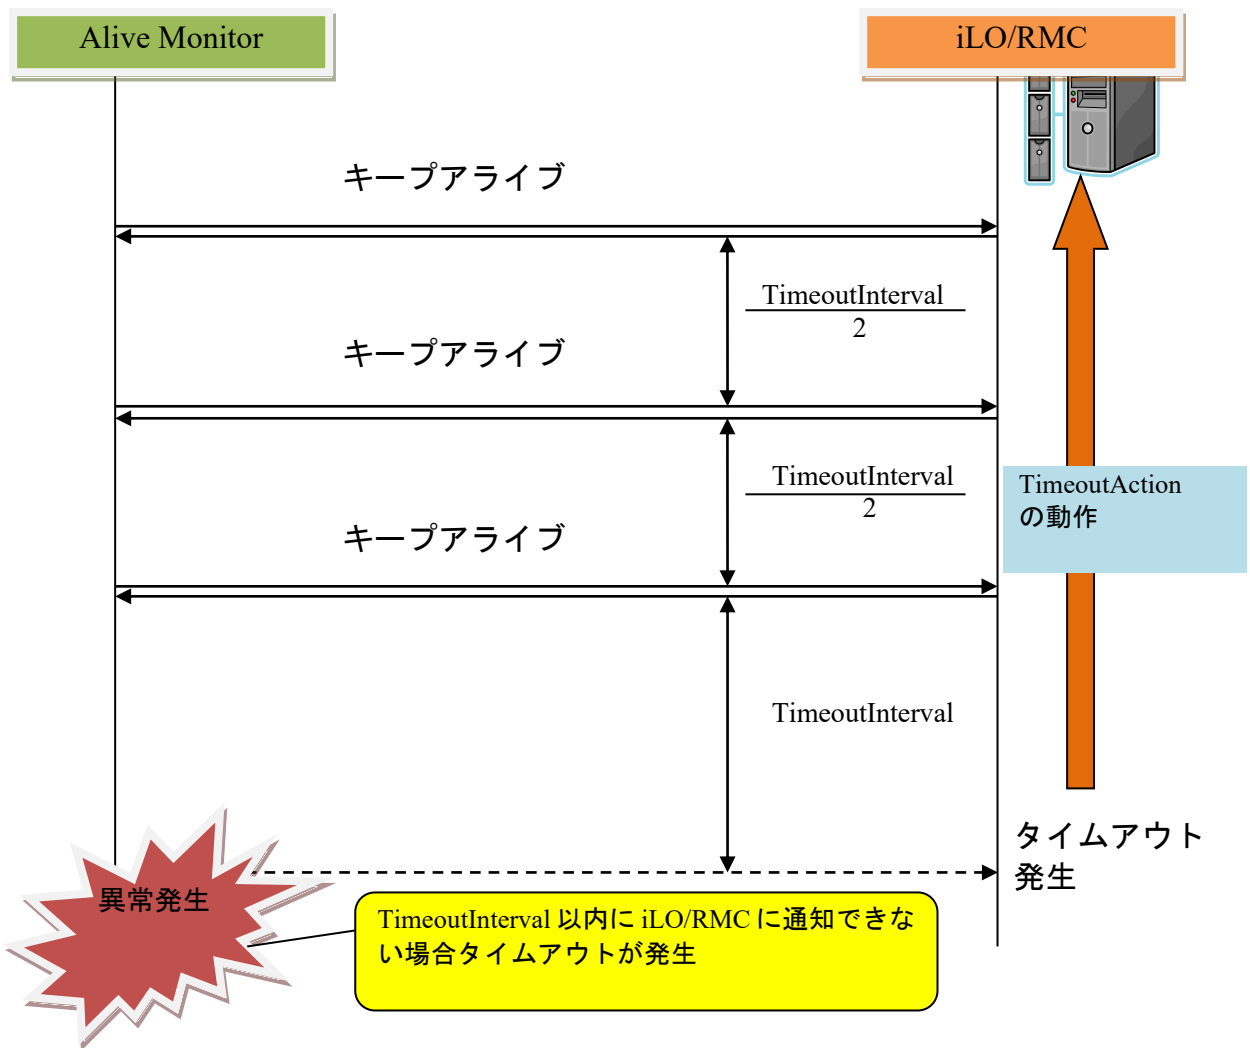 Alive Monitor
iLO/RMC
キープアライブ
TimeoutInterval
2
キープアライブ
TimeoutInterval
2
キープアライブ
TimeoutAction
の動作
TimeoutInterval
タイムアウト
発生
異常発生
TimeoutInterval 以内に iLO/RMC に通知できな
い場合タイムアウトが発生